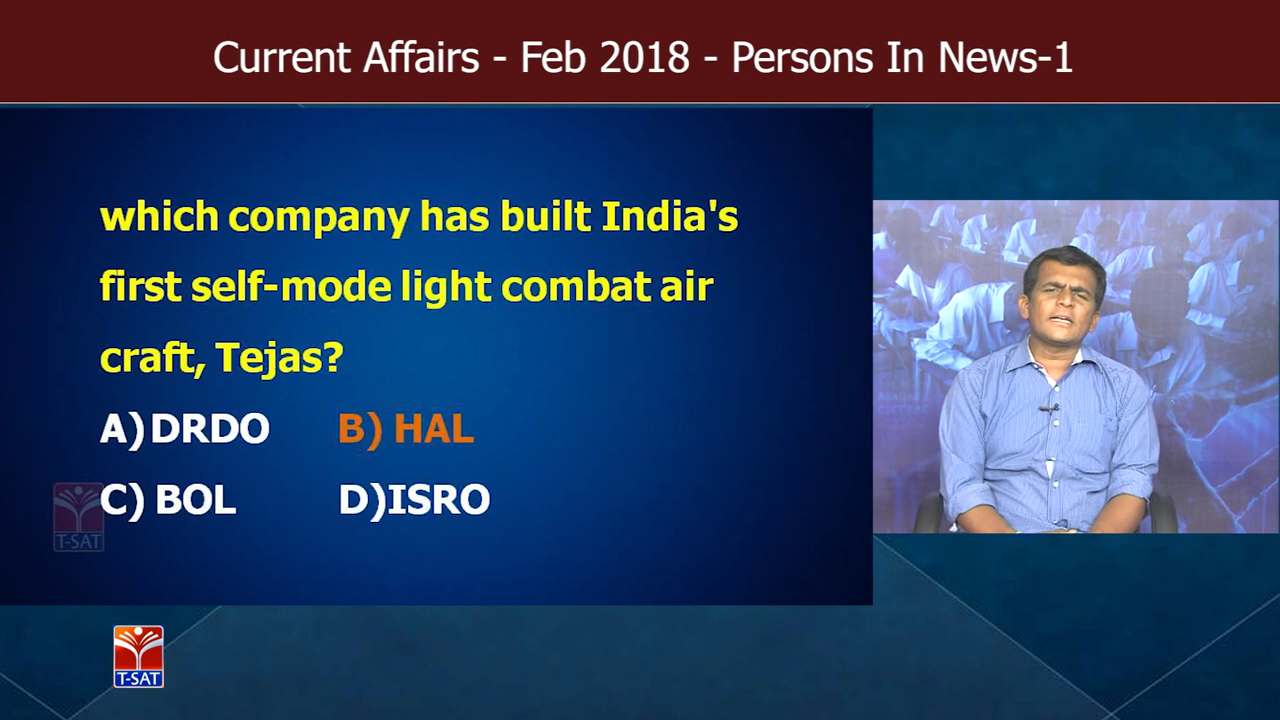 Current Affairs - Feb 2018 - Persons In News-1
which company has built India's
first self-mode light combat air
craft, Tejas?
A) DRDO B) HAL
C) BOL D)ISRO
T-SAT
T-SAT